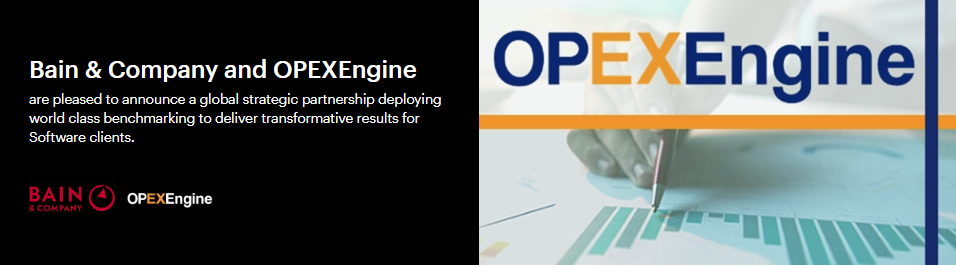 Bain & Company and OPEXEngine
are pleased to announce a global strategic partnership deploying
world class benchmarking to deliver transformative results for
Software clients.
BAIN
& COMPANY
OPEXEngine
OPEXEngine